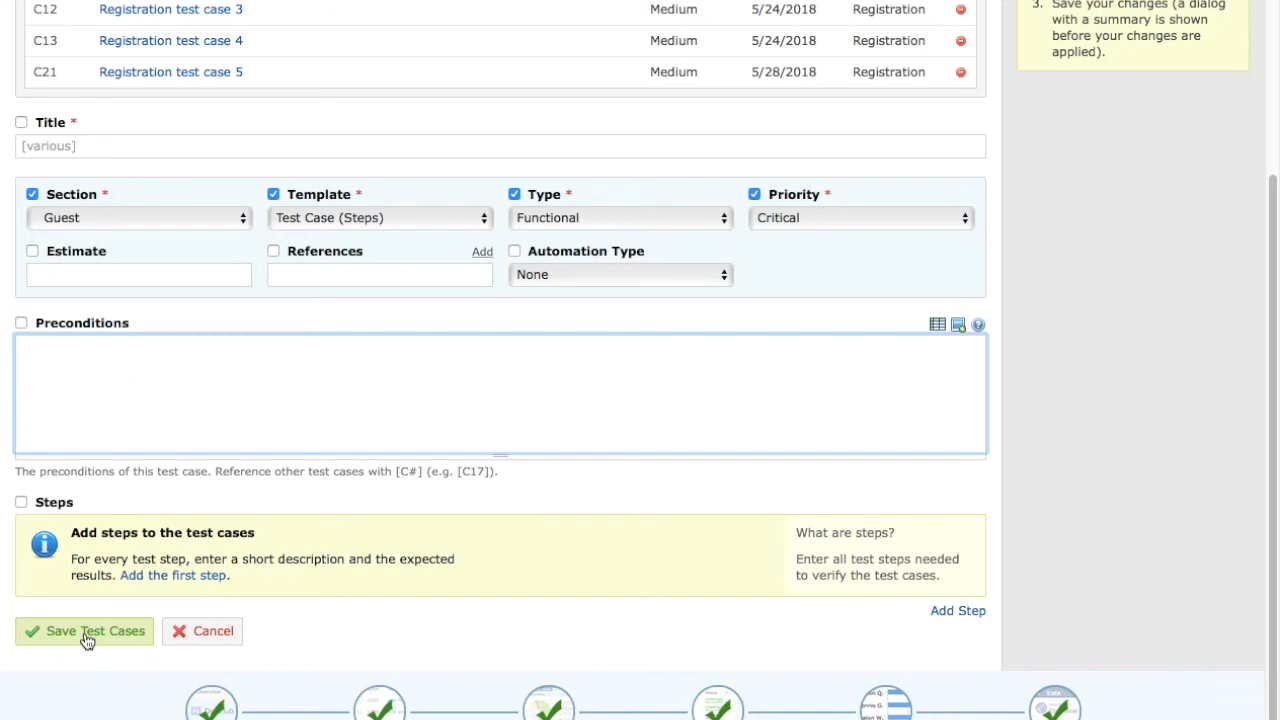 C12 Registration test case 3 Medium 5/24/2018 Registration
C13 Registration test case 4 Medium 5/24/2018 Registration
C21 Registration test case 5 Medium 5/28/2018 Registration
3. Save your changes (a dialog
with a summary is shown
before your changes are
applied).
Title *
[various]
Section * Template * Type * Priority *
Guest Test Case (Steps) Functional Critical
Estimate References Add Automation Type
None
Preconditions
The preconditions of this test case. Reference other test cases with [C#] (e.g. [C17]).
Steps
Add steps to the test cases
For every test step, enter a short description and the expected
results. Add the first step.
What are steps?
Enter all test steps needed
to verify the test cases.
Add Step
Save Test Cases Cancel